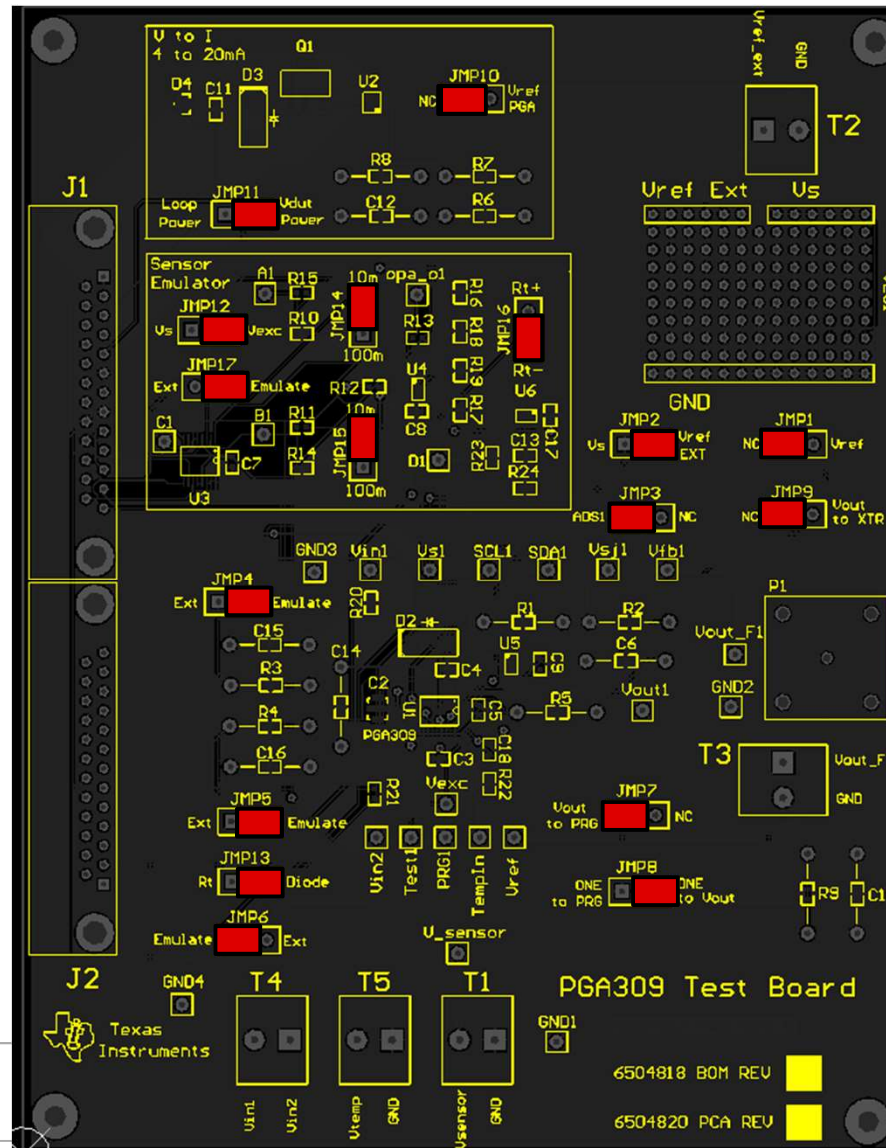 V to I
4 to 20mA
Q1
D4
C11
D3
U2
JMP10
NC
Vref
PGA
R8
R7
JMP11
Loop
Power
Vdut
Power
C12
R6
Vref_ext
GND
T2
J1
Vref Ext
Vs
Sensor
Emulator
A1
R15
10m
opa_o1
R16
Rt+
JMP12
Vs
Vexc
R10
JMP14
100m
R13
R18
JMP16
Rt-
JMP17
Ext
Emulate
R12
U4
R19
U6
C1
B1
R11
10m
C8
R17
C17
GND
C7
R14
JMP15
100m
D1
R23
C13
R24
U3
JMP2
Vs
Vref
EXT
JMP1
NC
Vref
JMP3
ADS1
NC
JMP9
NC
Vout
to XTR
GND3
Vin1
Vs1
SCL1
SDA1
Vsj1
Vfb1
JMP4
Ext
Emulate
R20
P1
D2
R1
R2
C15
C14
U5
C9
C6
Vout_F1
R3
C4
C2
U1
C5
R5
Vout1
GND2
R4
PGA309
C16
C3
C18
T3
Vout_F
GND
R21
Vexc
R22
JMP5
Ext
Emulate
JMP7
Vout
to PRG
NC
Vin2
Test1
PRG1
TempIn
Vref
JMP13
Rt
Diode
JMP8
ONE
to PRG
ONE
to Vout
R9
C1
JMP6
Emulate
Ext
V_sensor
J2
GND4
T4
T5
T1
PGA309 Test Board
GND1
Texas
Instruments
Vin1
Vin2
Vtemp
GND
Vsensor
GND
6504818 BOM REV
6504820 PCA REV